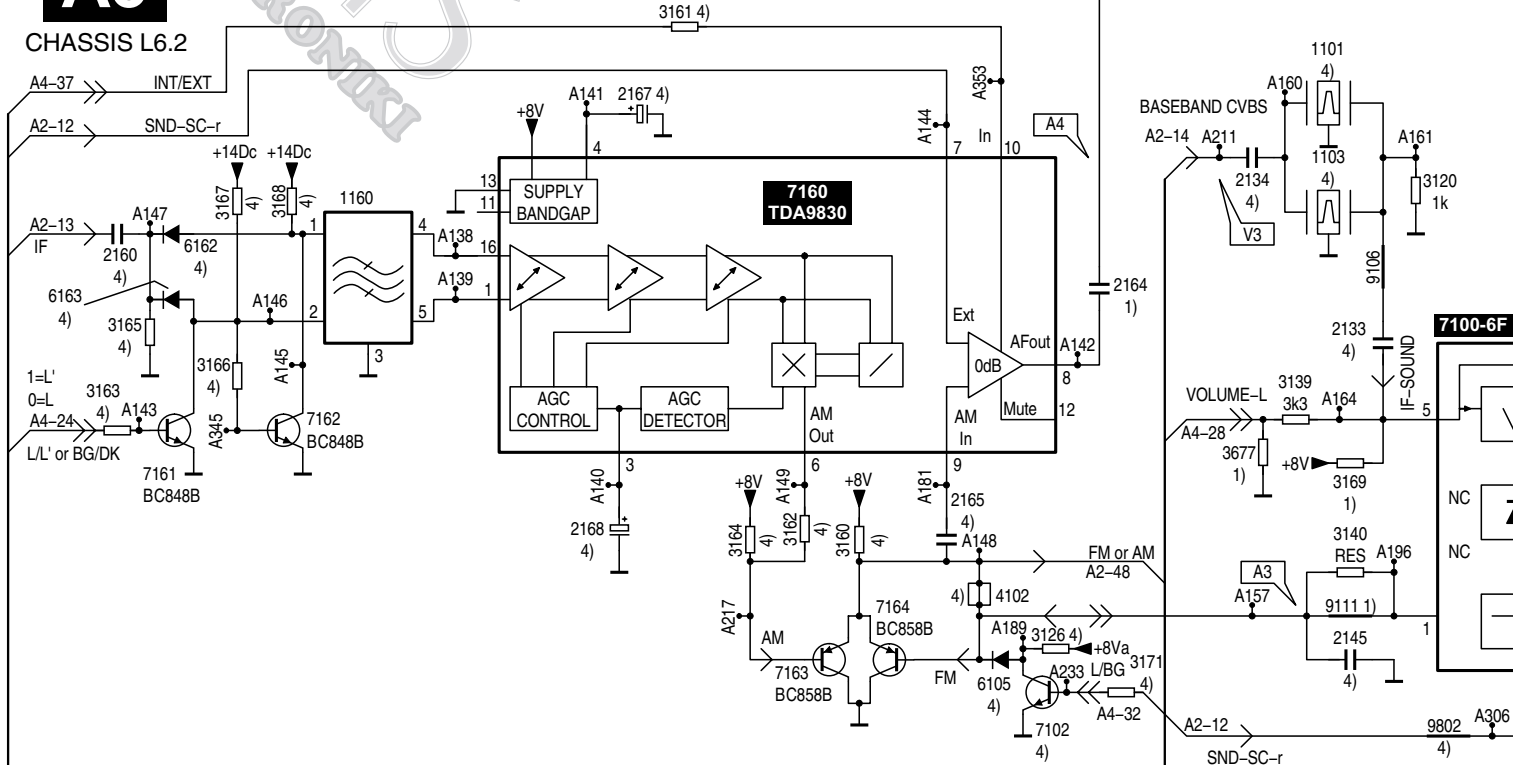 CHASSIS L6.2
RONIKI
3161 4)
A4–37 INT/EXT
A2–12 SND–SC–r
+14Dc +14Dc
3167 4)
3168 4)
1160
A2–13
IF
A147
2160
4)
6162
4)
6163
4)
3165
4)
A146
3166
4)
A145
1 4
2 5
3
A138
A139
1=L'
0=L
A4–24
L/L' or BG/DK
3163
4)
A143
7161
BC848B
A345
7162
BC848B
+8V
A141
2167 4)
4
13
11
SUPPLY
BANDGAP
7160
TDA9830
A144
A353
In
7 10
A4
16
1
AGC
CONTROL
AGC
DETECTOR
AM
Out
Ext
0dB
AFout
A142
8
AM
In
Mute
12
2164
1)
3
A140
2168
4)
6
A149
9
A181
+8V
3164 4)
3162 4)
+8V
3160 4)
2165
4)
A148
FM or AM
A2–48
4) 4102
A217
AM
7163
BC858B
7164
BC858B
FM
A189
3126 4)
+8Va
6105
4)
A233
L/BG
3171
4)
A4–32
7102
4)
BASEBAND CVBS
A2–14
A211
2134
4)
V3
A160
1101
4)
1103
4)
A161
3120
1k
9106
2133
4)
IF–SOUND
7100-6F
VOLUME–L
A4–28
3139
3k3
A164
5
3677
1)
+8V
3169
1)
NC
NC
3140
RES
A196
A3
A157
9111 1)
1
2145
4)
A2–12
SND–SC–r
9802
4)
A306